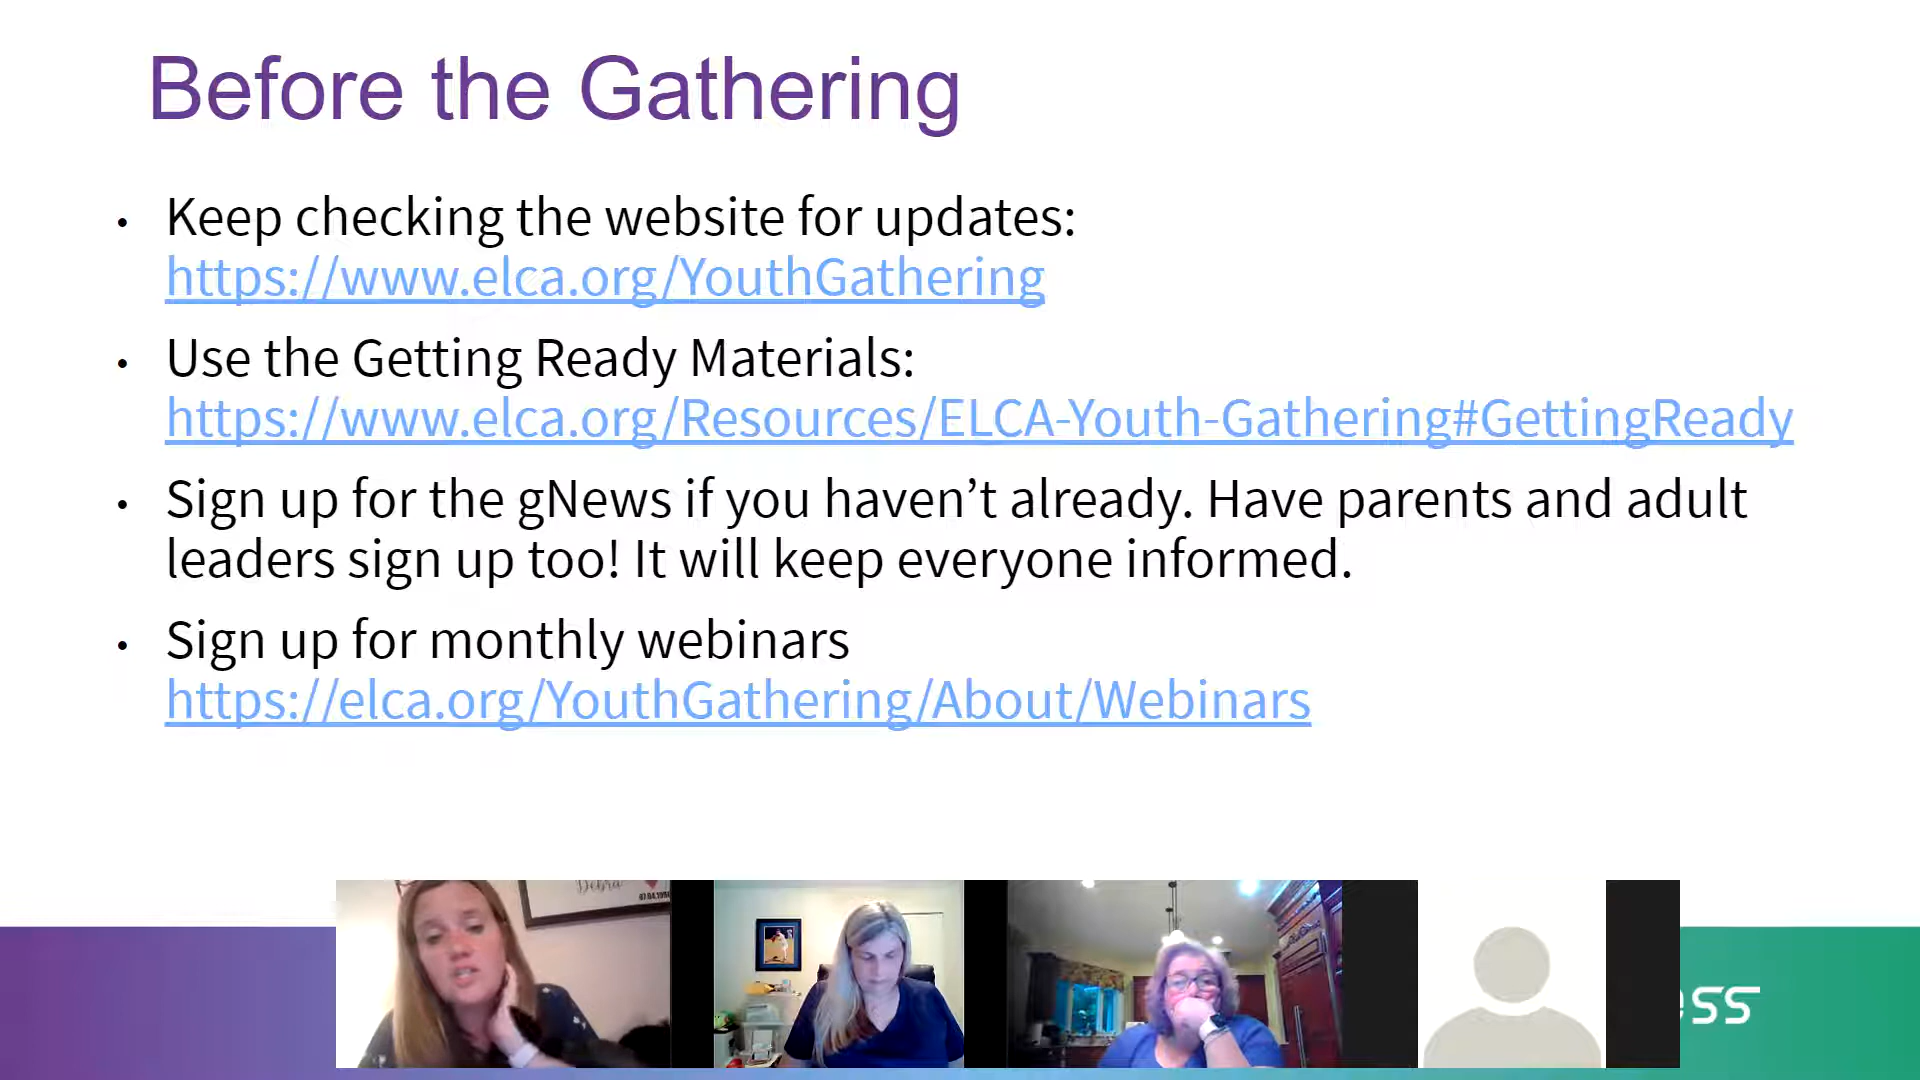 Before the Gathering
• Keep checking the website for updates:
https://www.elca.org/YouthGathering
• Use the Getting Ready Materials:
https://www.elca.org/Resources/ELCA-Youth-Gathering#GettingReady
• Sign up for the gNews if you haven’t already. Have parents and adult
leaders sign up too! It will keep everyone informed.
• Sign up for monthly webinars
https://elca.org/YouthGathering/About/Webinars
Debra
ss